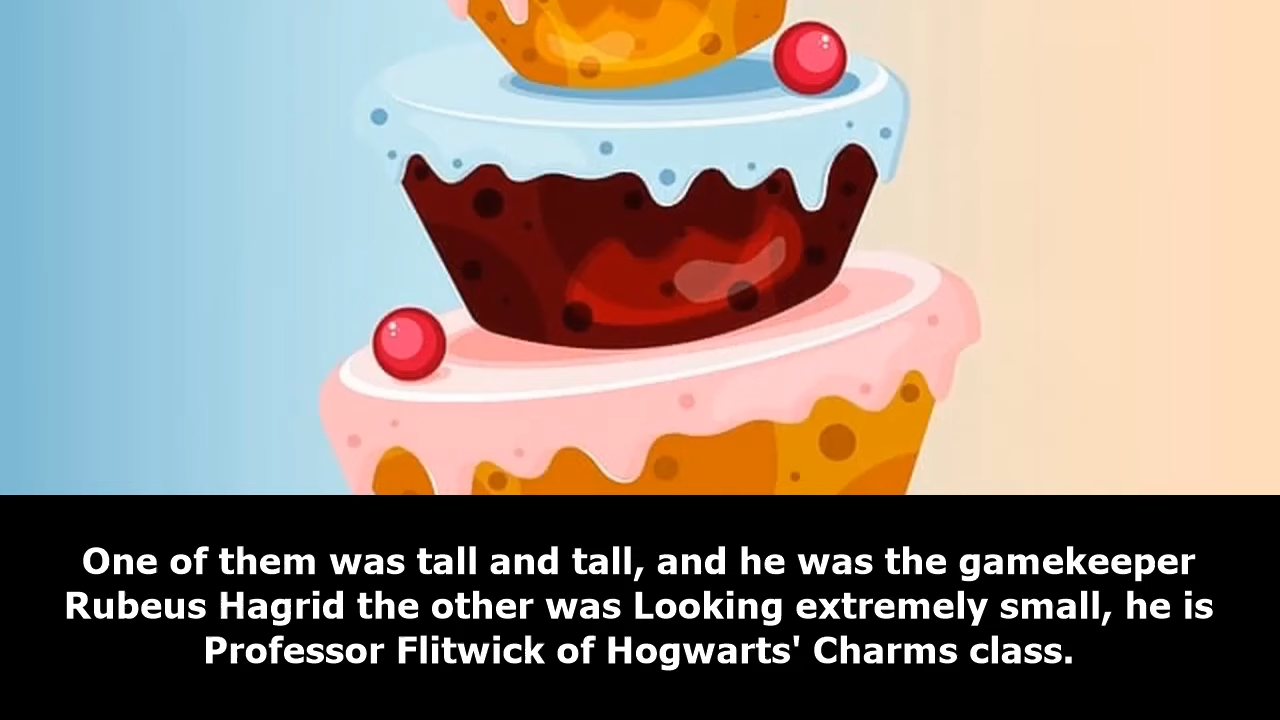 One of them was tall and tall, and he was the gamekeeper
Rubeus Hagrid the other was Looking extremely small, he is
Professor Flitwick of Hogwarts' Charms class.